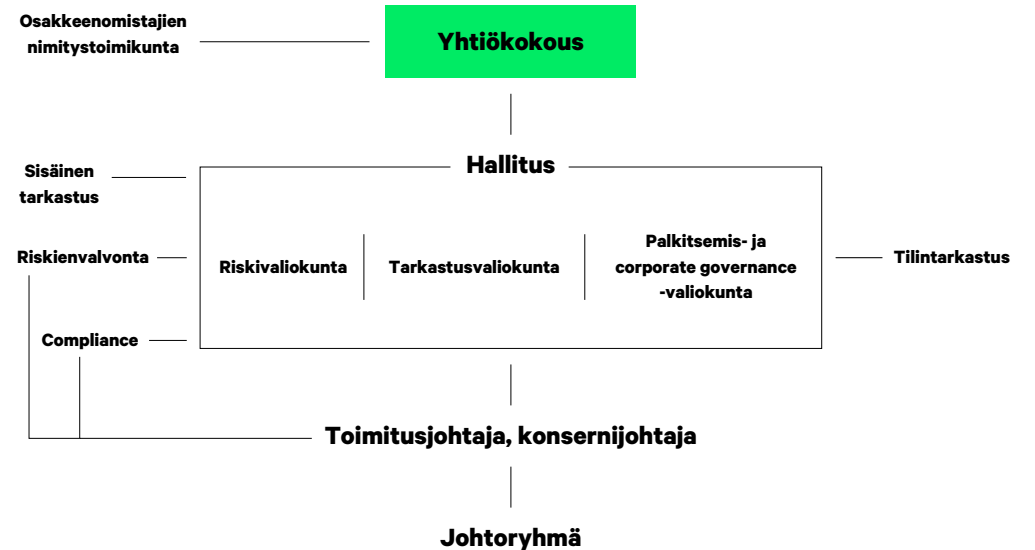 Osakkeenomistajien
nimitystoimikunta
Yhtiökokous
Hallitus
Sisäinen
tarkastus
Riskienvalvonta
Riskivaliokunta
Tarkastusvaliokunta
Palkitsemis- ja
corporate governance
-valiokunta
Tilintarkastus
Compliance
Toimitusjohtaja, konsernijohtaja
Johtoryhmä